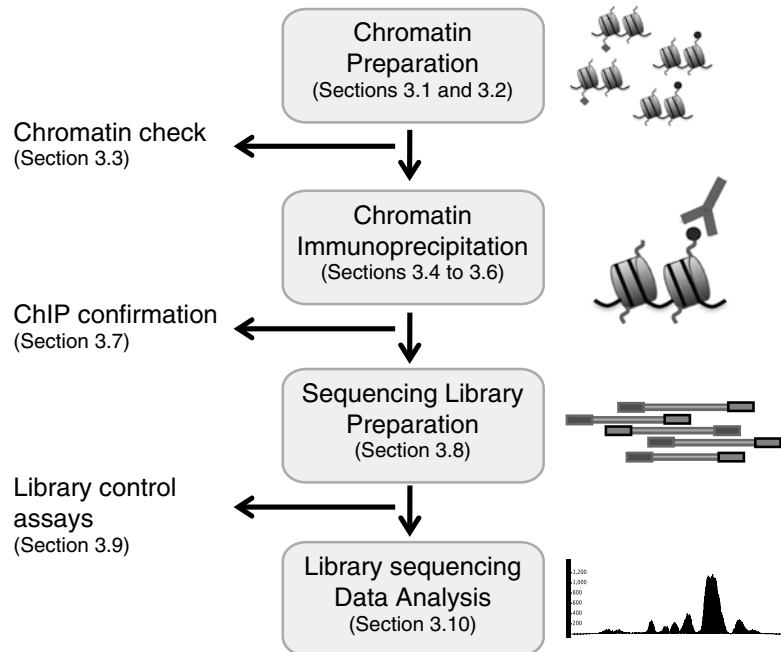 Chromatin
Preparation
(Sections 3.1 and 3.2)
Chromatin check
(Section 3.3)
Chromatin
Immunoprecipitation
(Sections 3.4 to 3.6)
ChIP confirmation
(Section 3.7)
Sequencing Library
Preparation
(Section 3.8)
Library control
assays
(Section 3.9)
Library sequencing
Data Analysis
(Section 3.10)
1,200
1,000
800
600
400
200